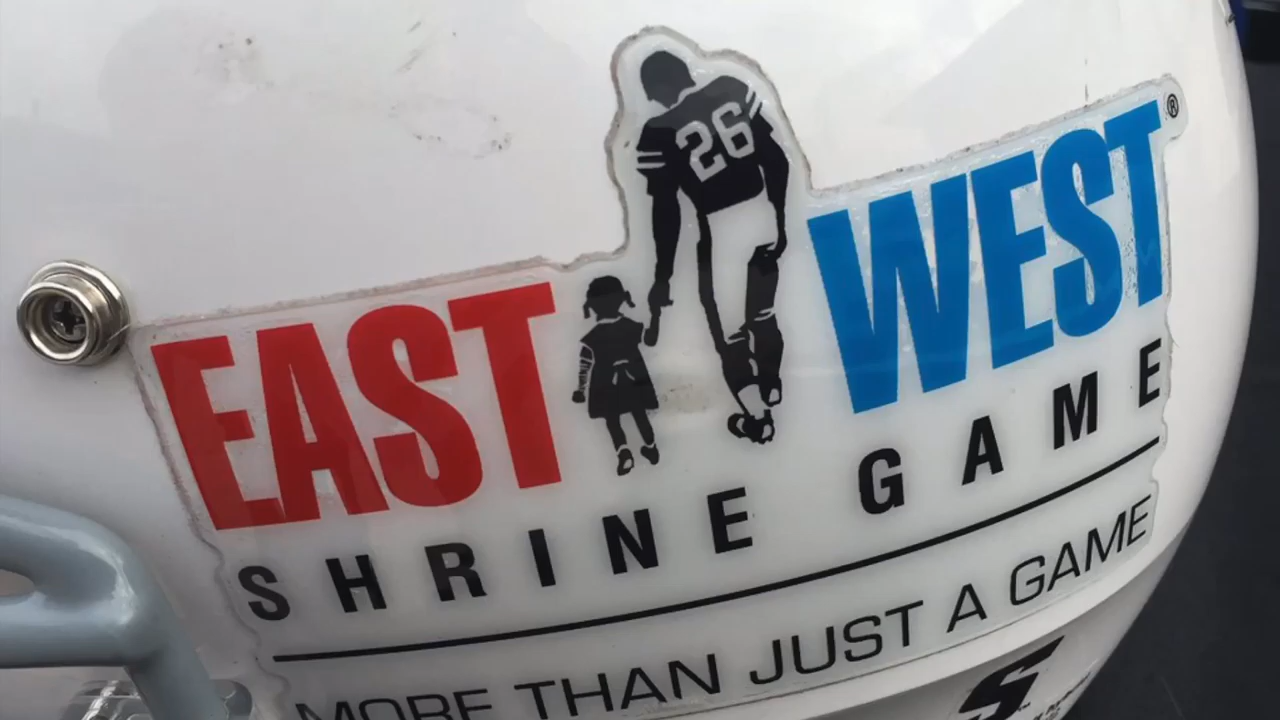 26
EAST WEST®
SHRINE GAME
MORE THAN JUST A GAME
S